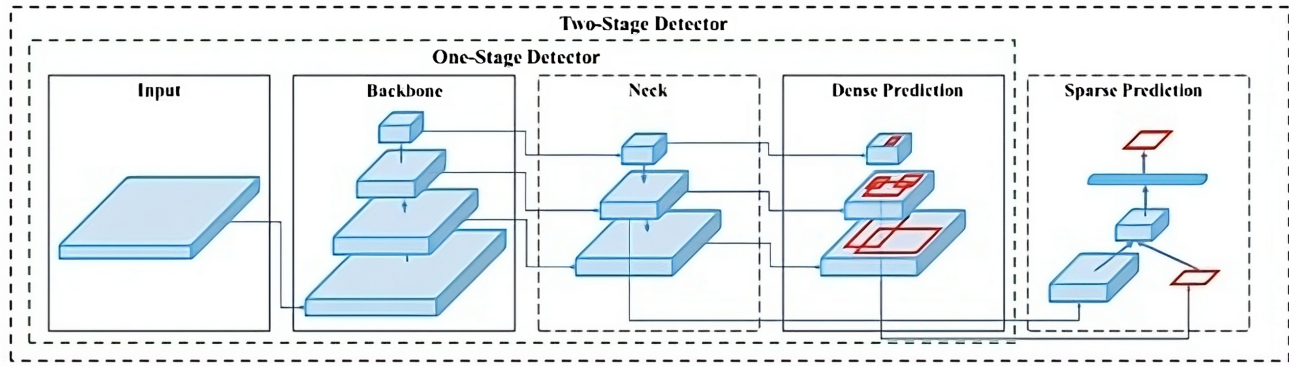 Two-Stage Detector
One-Stage Detector
Input
Backbone
Neck
Dense Prediction
Sparse Prediction